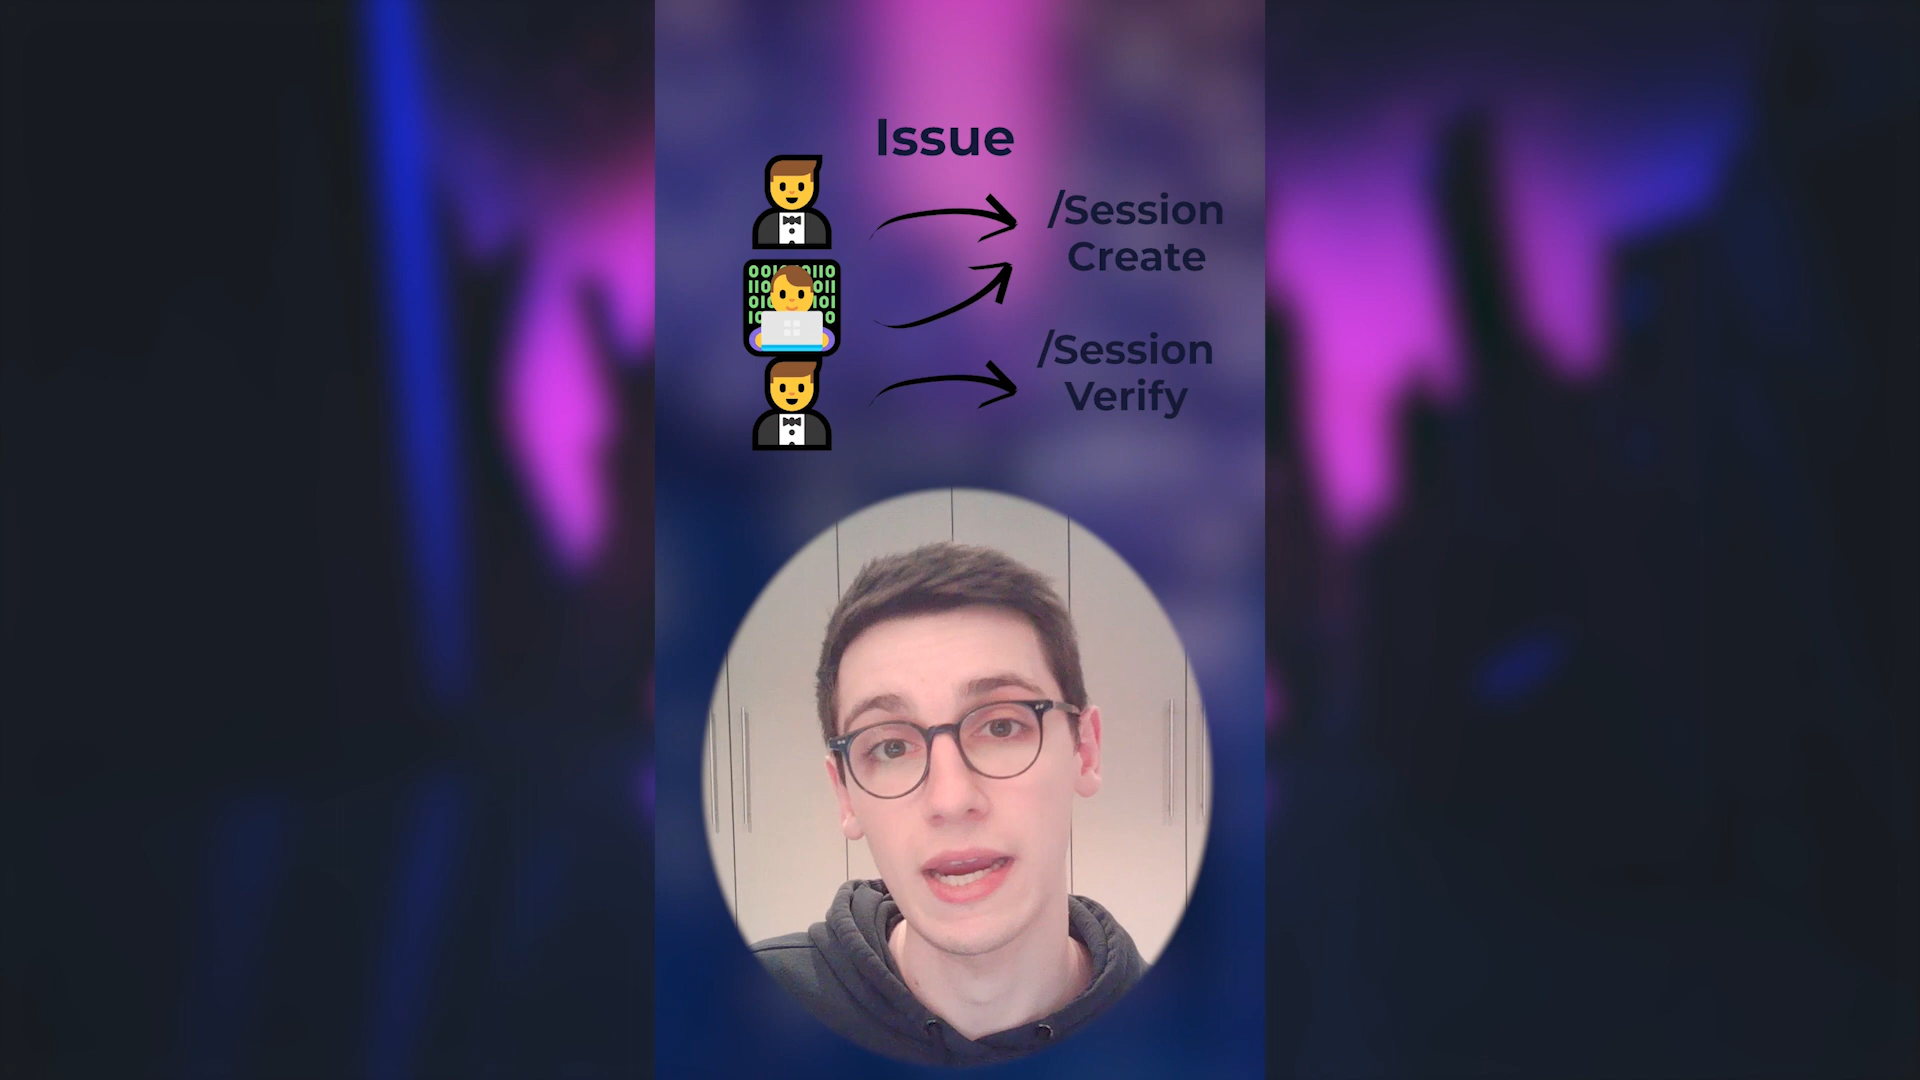 Issue
/Session
Create
/Session
Verify